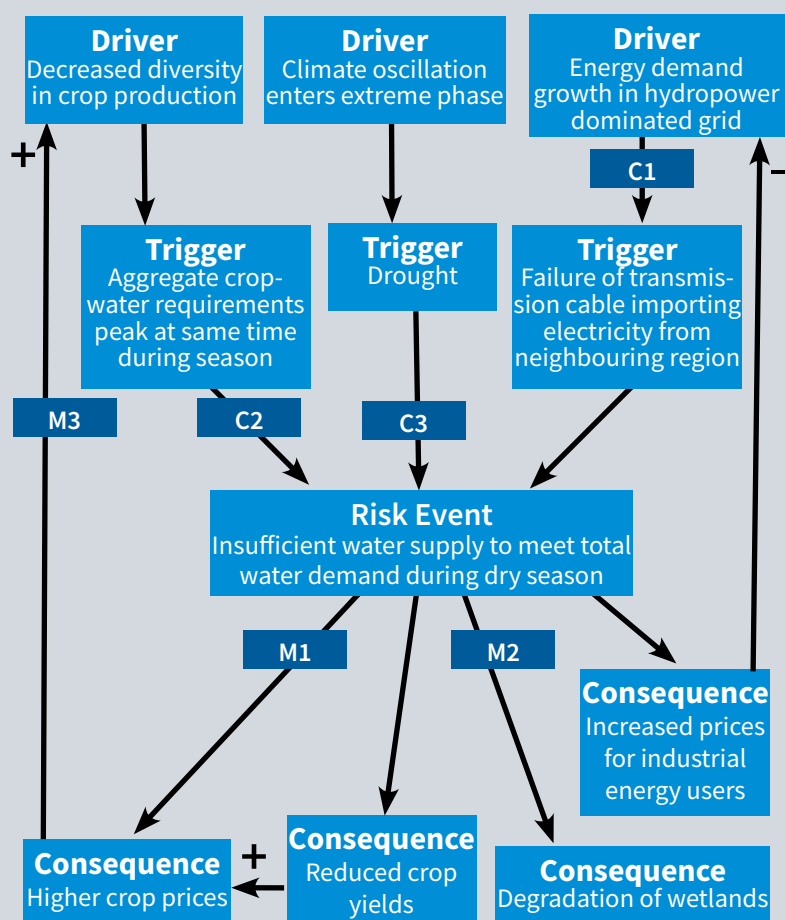 Driver
Decreased diversity
in crop production
Driver
Climate oscillation
enters extreme phase
Driver
Energy demand
growth in hydropower
dominated grid
+
C1
–
Trigger
Aggregate crop-
water requirements
peak at same time
during season
Trigger
Drought
Trigger
Failure of transmis-
sion cable importing
electricity from
neighbouring region
M3
C2
C3
Risk Event
Insufficient water supply to meet total
water demand during dry season
M1
M2
Consequence
Increased prices
for industrial
energy users
Consequence
Higher crop prices
+
Consequence
Reduced crop
yields
Consequence
Degradation of wetlands